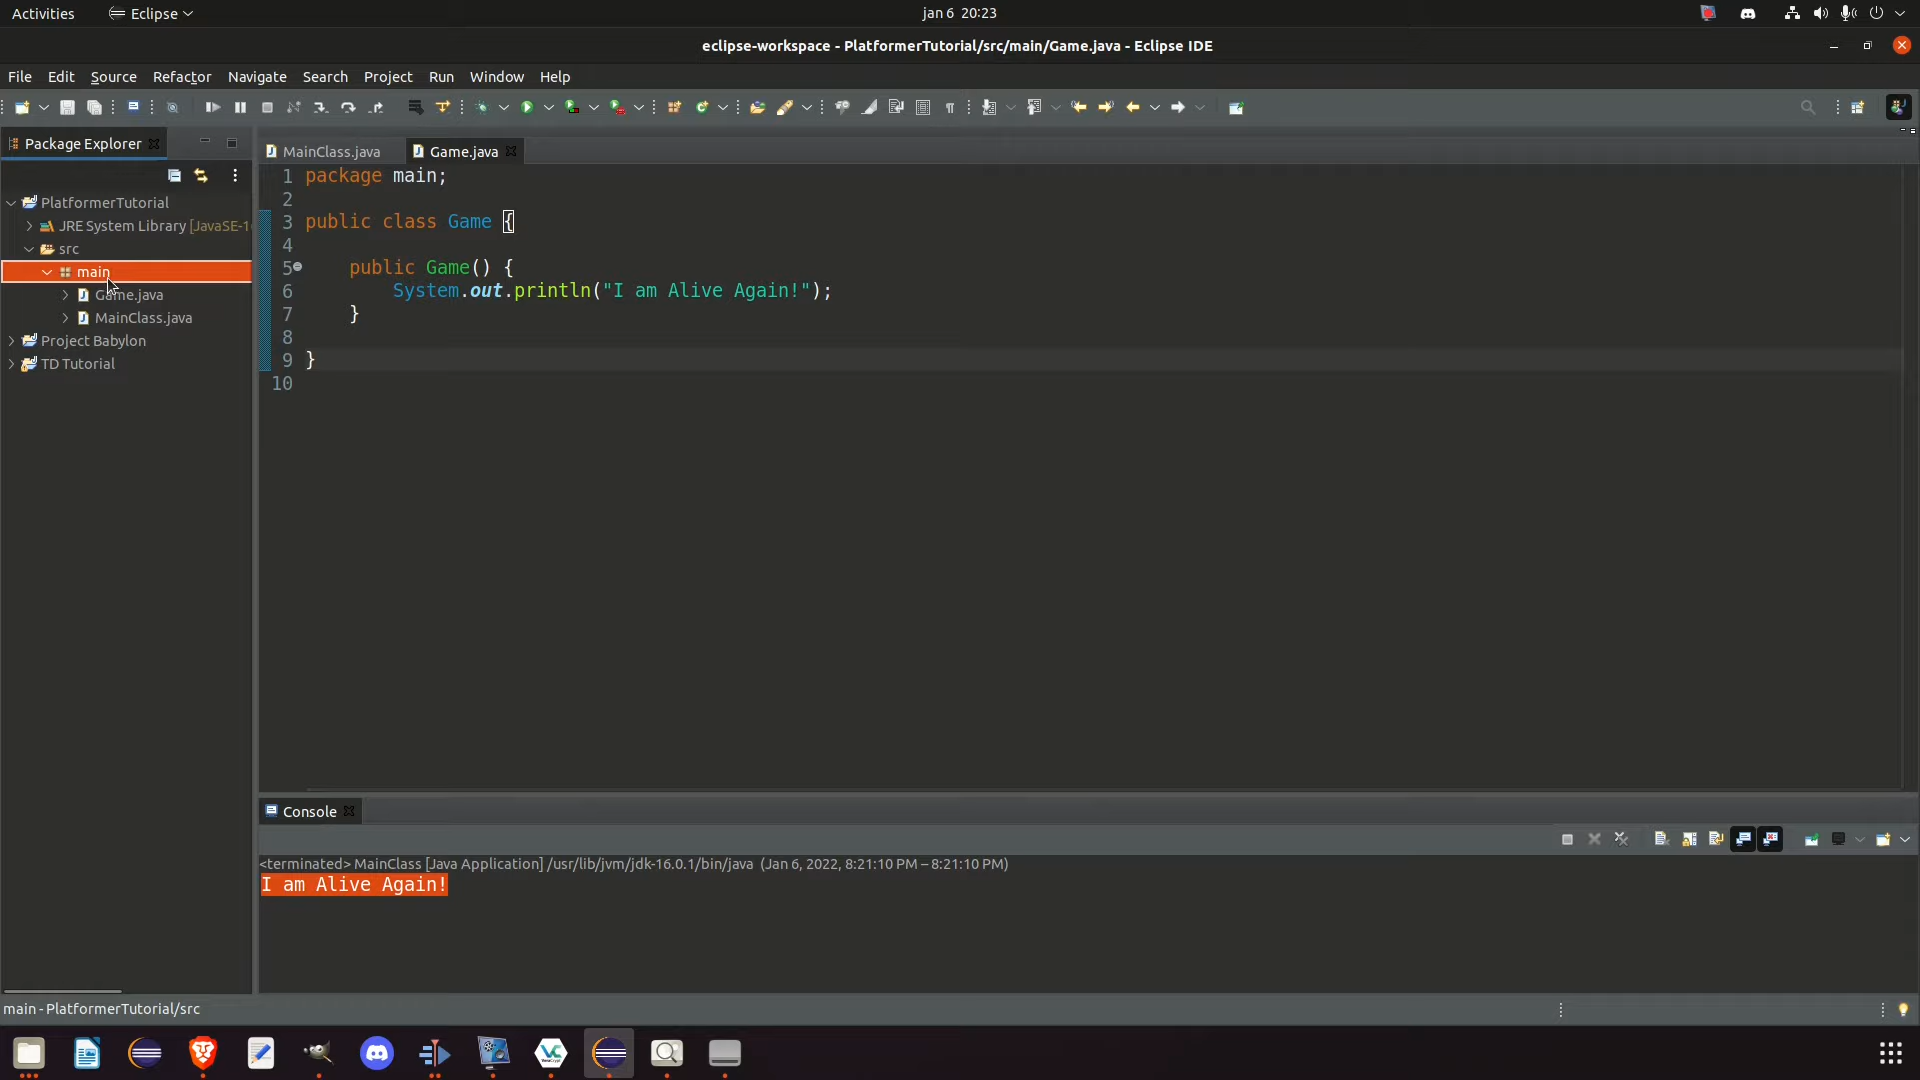 Activities Eclipse jan 6 20:23
eclipse-workspace - PlatformerTutorial/src/main/Game.java - Eclipse IDE
File Edit Source Refactor Navigate Search Project Run Window Help
Package Explorer
MainClass.java Game.java
PlatformerTutorial
JRE System Library [JavaSE-1
src
main
Game.java
MainClass.java
Project Babylon
TD Tutorial
1 package main;
2
3 public class Game {
4
5 public Game() {
6 System.out.println("I am Alive Again!");
7 }
8
9 }
10
Console
<terminated> MainClass [Java Application] /usr/lib/jvm/jdk-16.0.1/bin/java (Jan 6, 2022, 8:21:10 PM – 8:21:10 PM)
I am Alive Again!
main - PlatformerTutorial/src